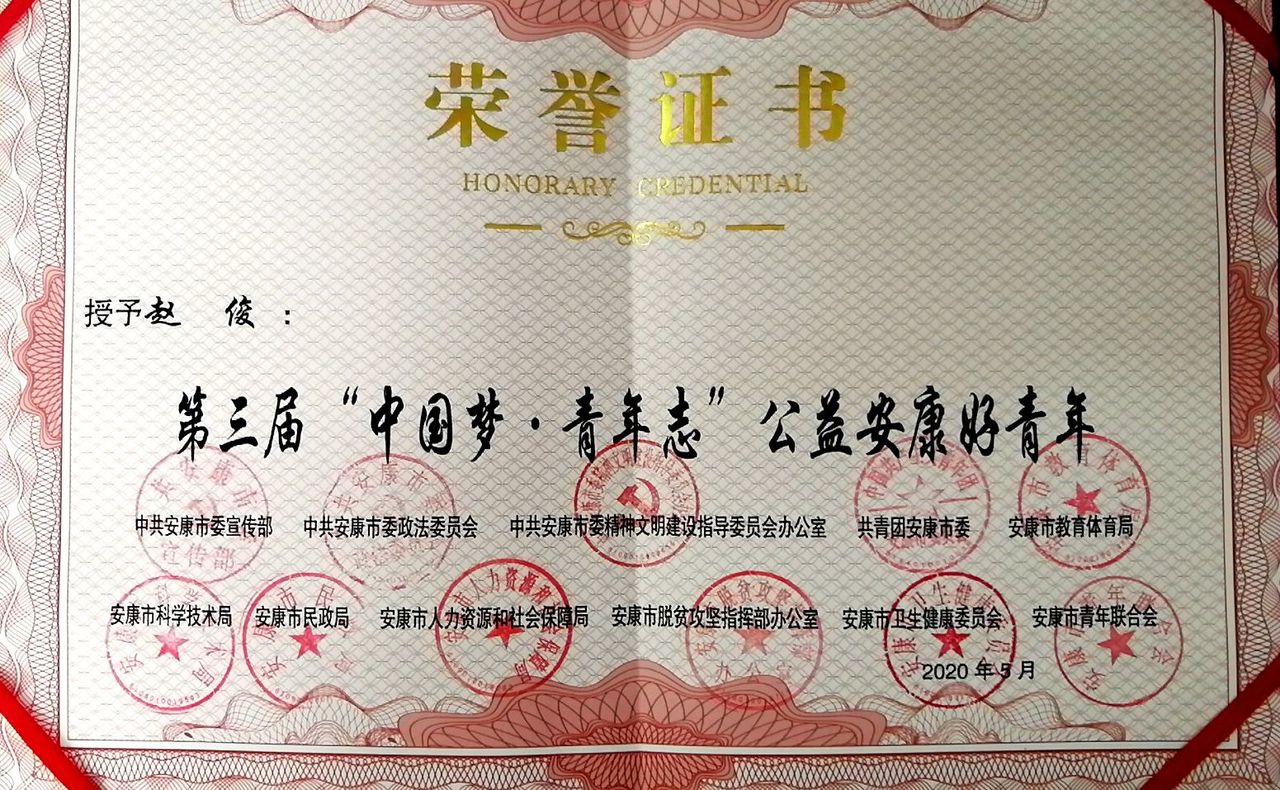 荣誉证书
HONORARY CREDENTIAL
授予赵 俊：
第三届“中国梦·青年志”公益安康好青年
中共安康市委宣传部 中共安康市委政法委员会 中共安康市委精神文明建设指导委员会办公室 共青团安康市委 安康市教育体育局
安康市科学技术局 安康市民政局 安康市人力资源和社会保障局 安康市脱贫攻坚指挥部办公室 安康市卫生健康委员会 安康市青年联合会
2020 年 5 月